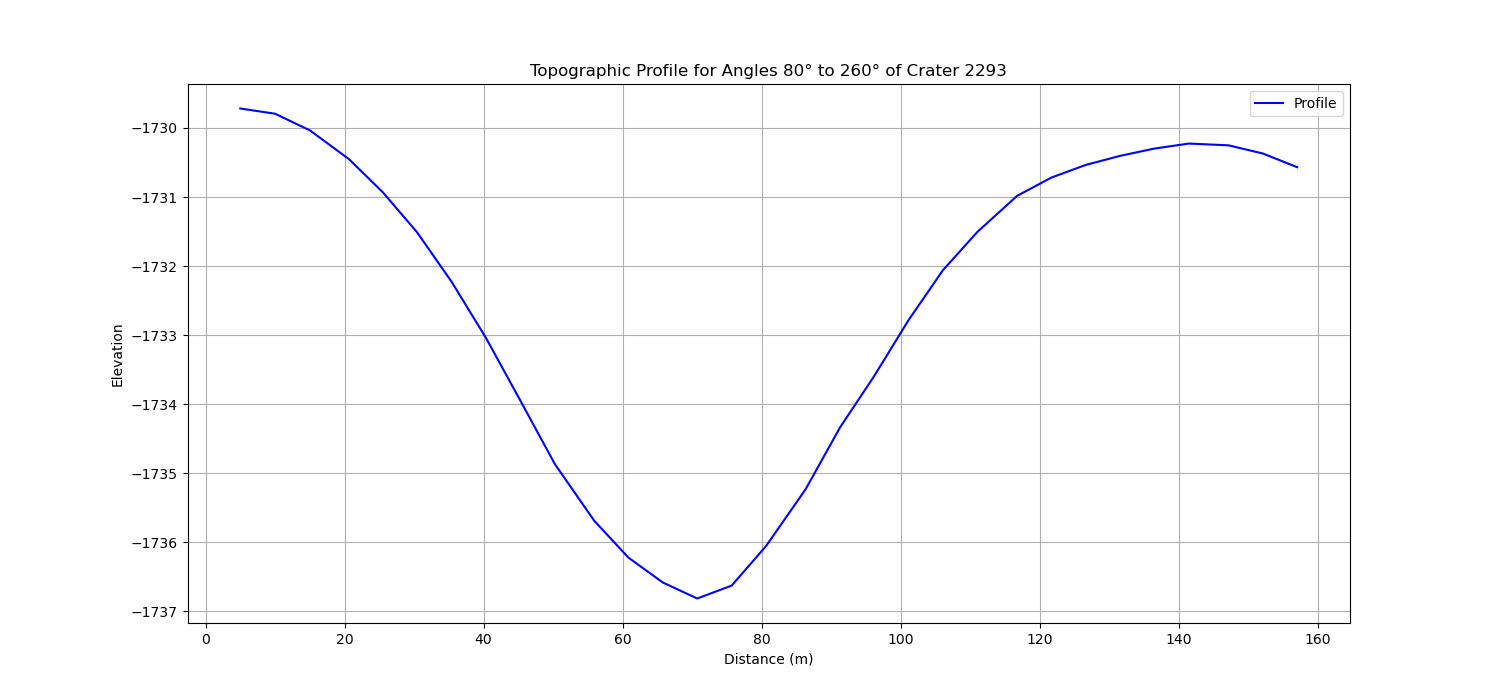 Topographic Profile for Angles 80° to 260° of Crater 2293
Profile
−1730
−1731
−1732
−1733
−1734
−1735
−1736
−1737
Elevation
0 20 40 60 80 100 120 140 160
Distance (m)